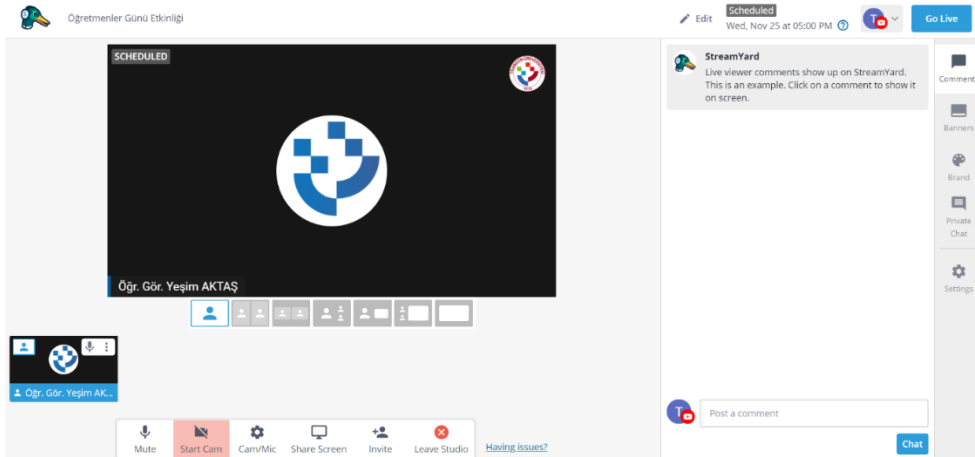 Öğretmenler Günü Etkinliği
Edit
Scheduled
Wed, Nov 25 at 05:00 PM
T
Go Live
SCHEDULED
Öğr. Gör. Yeşim AKTAŞ
Öğr. Gör. Yeşim AK...
Mute
Start Cam
Cam/Mic
Share Screen
Invite
Leave Studio
Having issues?
StreamYard
Live viewer comments show up on StreamYard.
This is an example. Click on a comment to show it
on screen.
T
Post a comment
Chat
Comment
Banners
Brand
Private
Chat
Settings